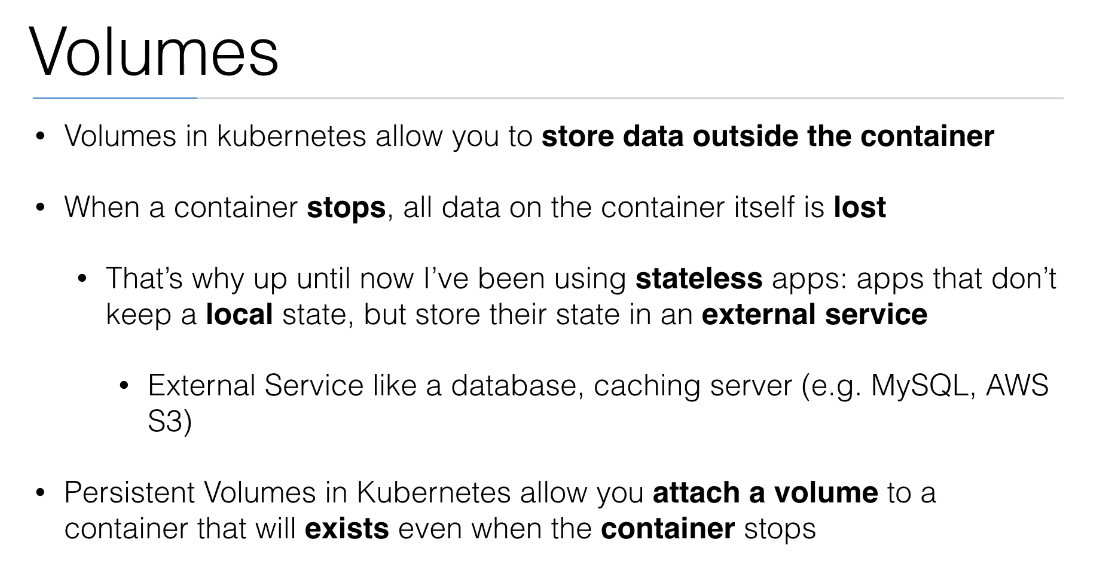 Volumes
• Volumes in kubernetes allow you to store data outside the container
• When a container stops, all data on the container itself is lost
• That's why up until now I've been using stateless apps: apps that don't
keep a local state, but store their state in an external service
• External Service like a database, caching server (e.g. MySQL, AWS
S3)
• Persistent Volumes in Kubernetes allow you attach a volume to a
container that will exists even when the container stops